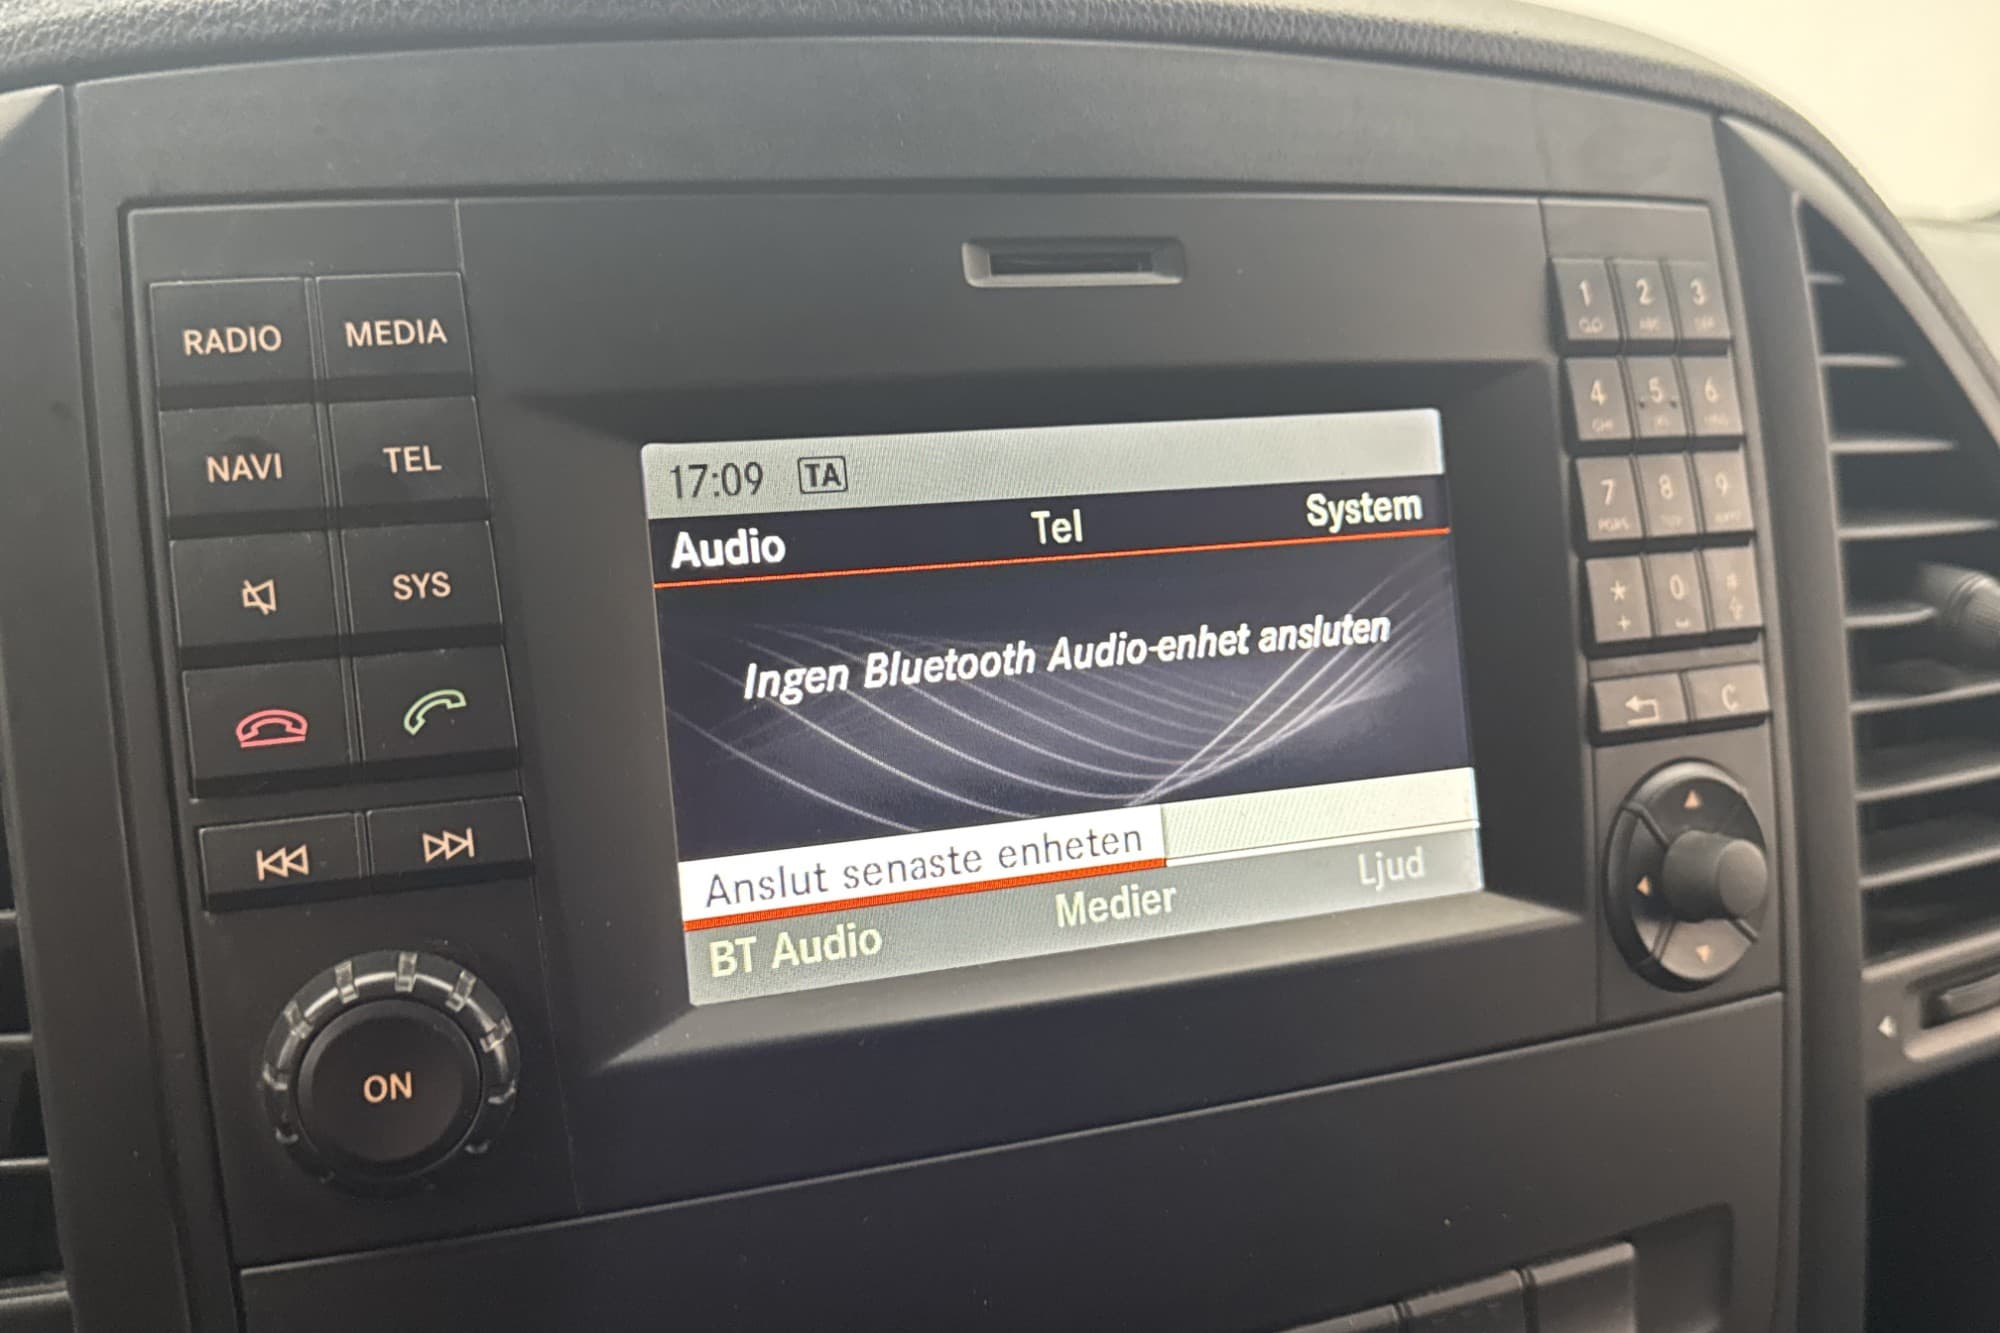 RADIO MEDIA
NAVI TEL
SYS
ON
17:09 TA
Audio Tel System
Ingen Bluetooth Audio-enhet ansluten
Anslut senaste enheten
BT Audio Medier Ljud
1 2 3
4 5 6
7 8 9
* 0 #
+
C